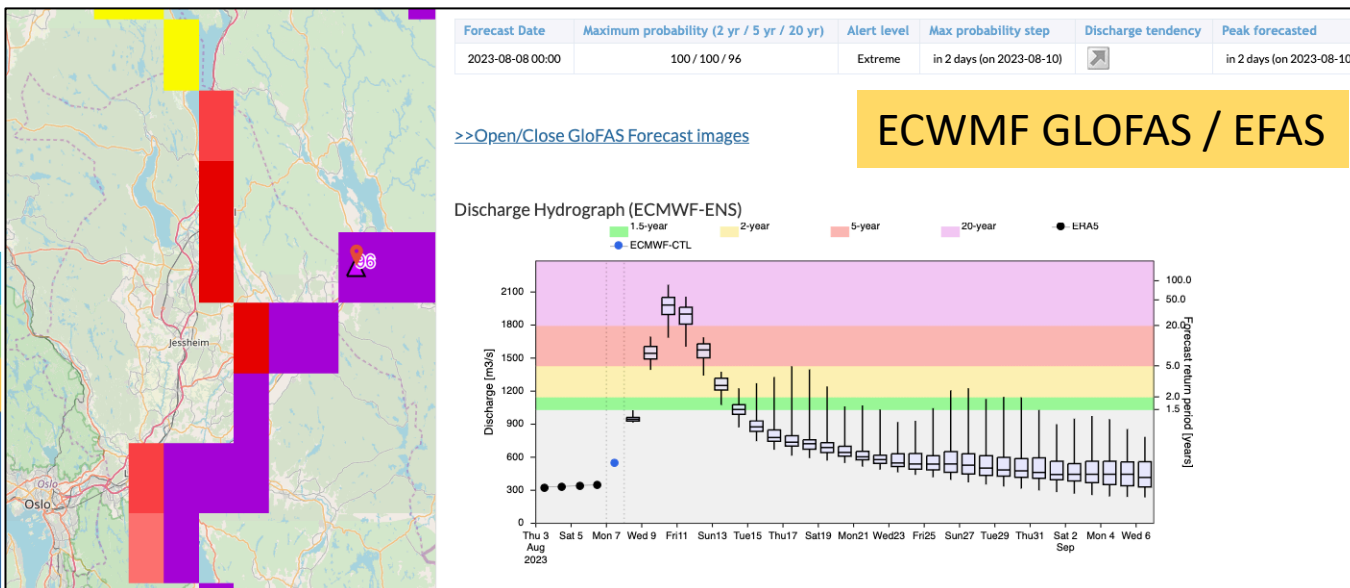 Forecast Date Maximum probability (2 yr / 5 yr / 20 yr) Alert level Max probability step Discharge tendency Peak forecasted
2023-08-08 00:00 100 / 100 / 96 Extreme in 2 days (on 2023-08-10) in 2 days (on 2023-08-10
>>Open/Close GloFAS Forecast images
ECWMF GLOFAS / EFAS
Discharge Hydrograph (ECMWF-ENS)
1.5-year 2-year 5-year 20-year ERA5
ECMWF-CTL
Discharge [m3/s]
2100
1800
1500
1200
900
600
300
0
100.0
50.0
20.0
5.0
2.0
1.5
Forecast return period [years]
Thu 3 Sat 5 Mon 7 Wed 9 Fri11 Sun13 Tue15 Thu17 Sat19 Mon21 Wed23 Fri25 Sun27 Tue29 Thu31 Sat 2 Mon 4 Wed 6
Aug Sep
2023
96
Jessheim
Oslo
Oslo